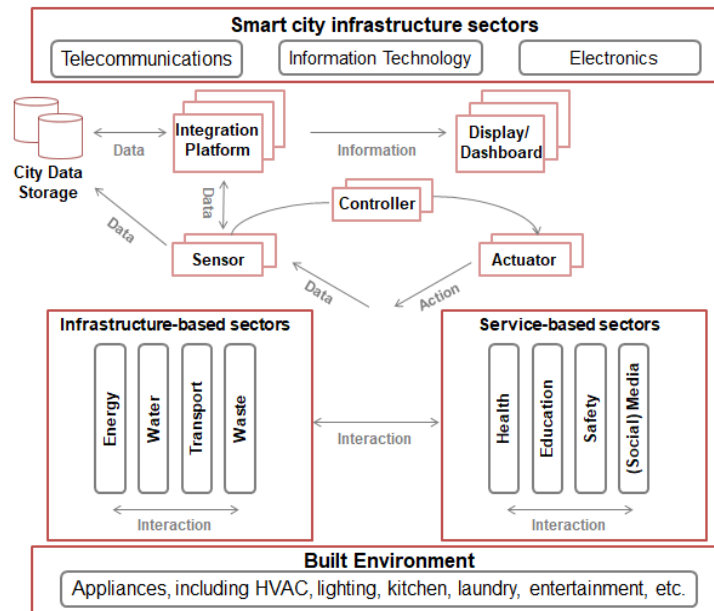 Smart city infrastructure sectors
Telecommunications
Information Technology
Electronics
Integration
Platform
Display/
Dashboard
Data
Information
City Data
Storage
Data
Controller
Data
Sensor
Actuator
Data
Action
Infrastructure-based sectors
Service-based sectors
Energy
Water
Transport
Waste
Health
Education
Safety
(Social) Media
Interaction
Interaction
Interaction
Built Environment
Appliances, including HVAC, lighting, kitchen, laundry, entertainment, etc.